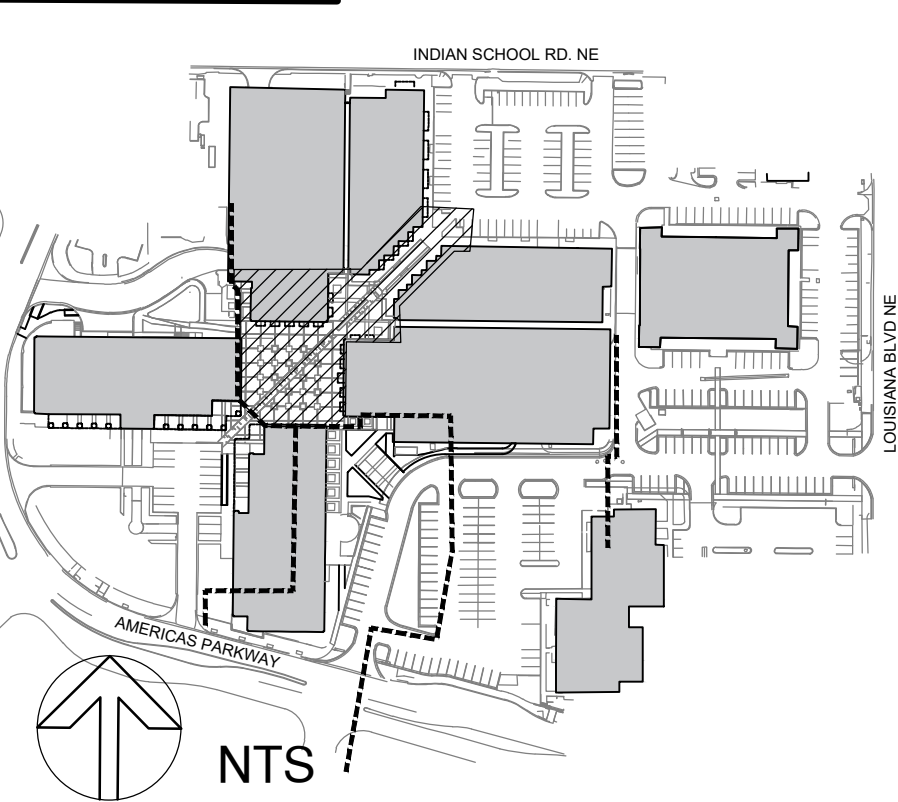 INDIAN SCHOOL RD. NE
LOUISIANA BLVD NE
AMERICAS PARKWAY
NTS